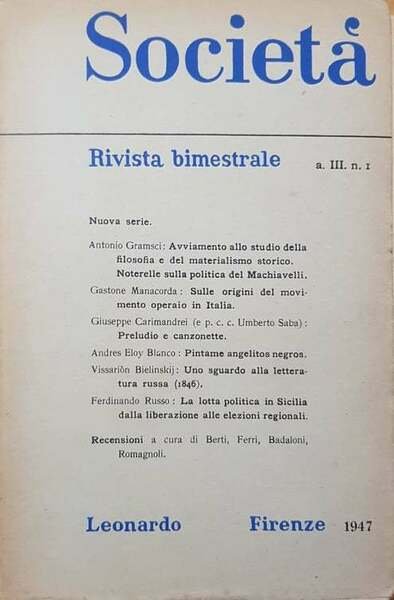 Società
Rivista bimestrale a. III. n. 1
Nuova serie.
Antonio Gramsci: Avviamento allo studio della
filosofia e del materialismo storico.
Noterelle sulla politica del Machiavelli.
Gastone Manacorda: Sulle origini del movi-
mento operaio in Italia.
Giuseppe Carimandrei (e p. c. c. Umberto Saba):
Preludio e canzonette.
Andres Eloy Blanco: Pintame angelitos negros.
Vissariòn Bielinskij: Uno sguardo alla lettera-
tura russa (1846).
Ferdinando Russo: La lotta politica in Sicilia
dalla liberazione alle elezioni regionali.
Recensioni a cura di Berti, Ferri, Badaloni,
Romagnoli.
Leonardo Firenze 1947